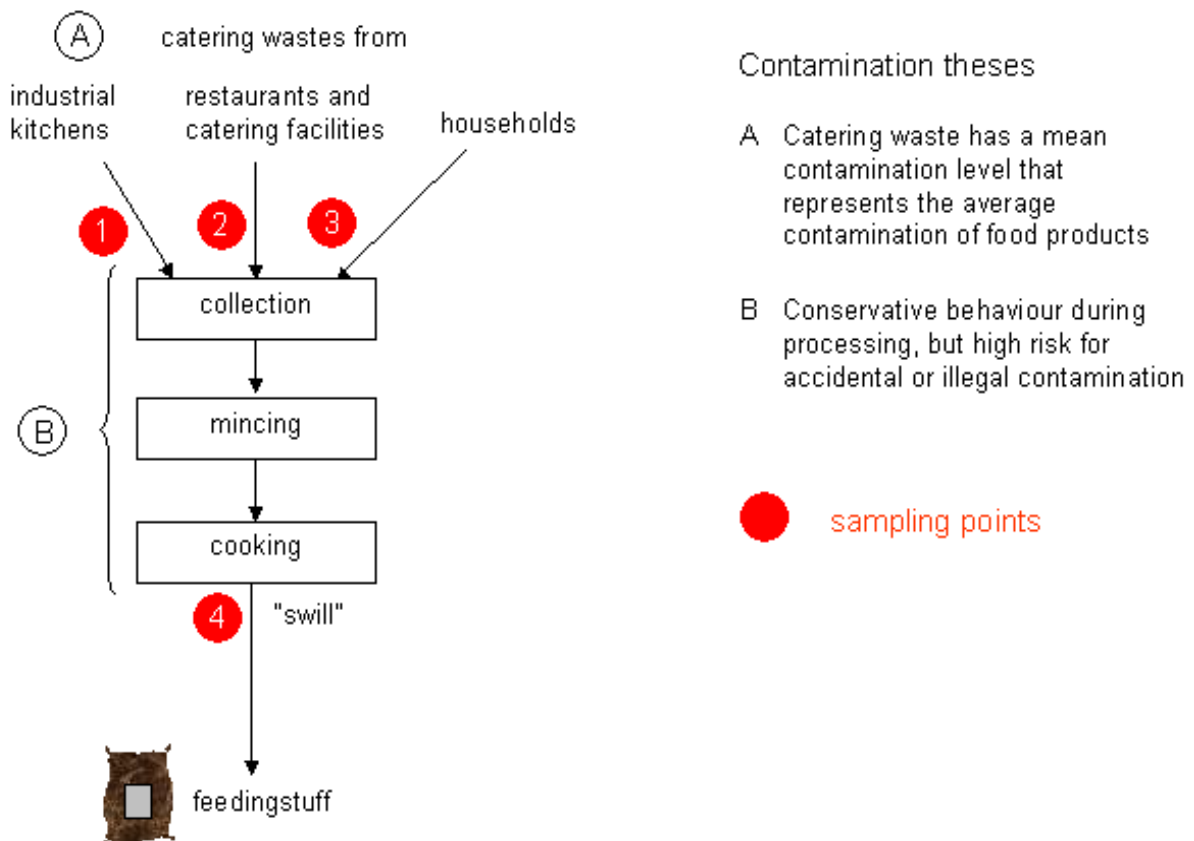 A catering wastes from
industrial
kitchens
restaurants and
catering facilities
households
1
2
3
collection
mincing
B
cooking
4
"swill"
feedingstuff
Contamination theses
A Catering waste has a mean
contamination level that
represents the average
contamination of food products
B Conservative behaviour during
processing, but high risk for
accidental or illegal contamination
sampling points